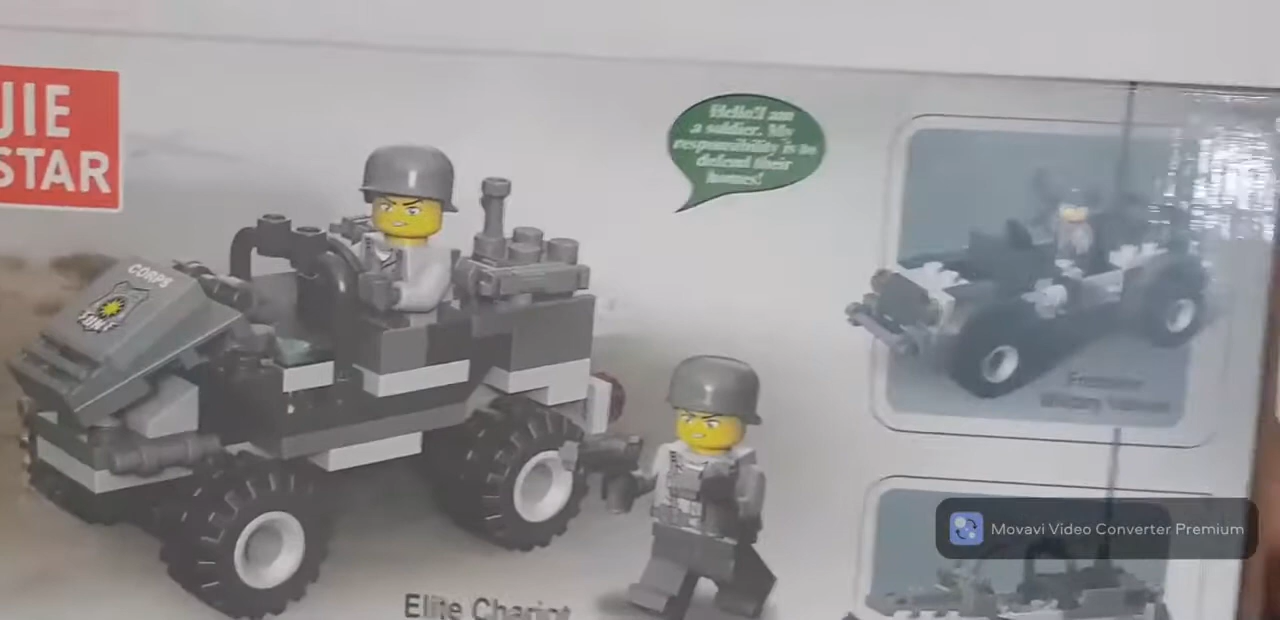 JIE
STAR
Hello! I am
a soldier. My
responsibility is to
defend their
homes!
CORPS
Movavi Video Converter Premium
Elite Chariot